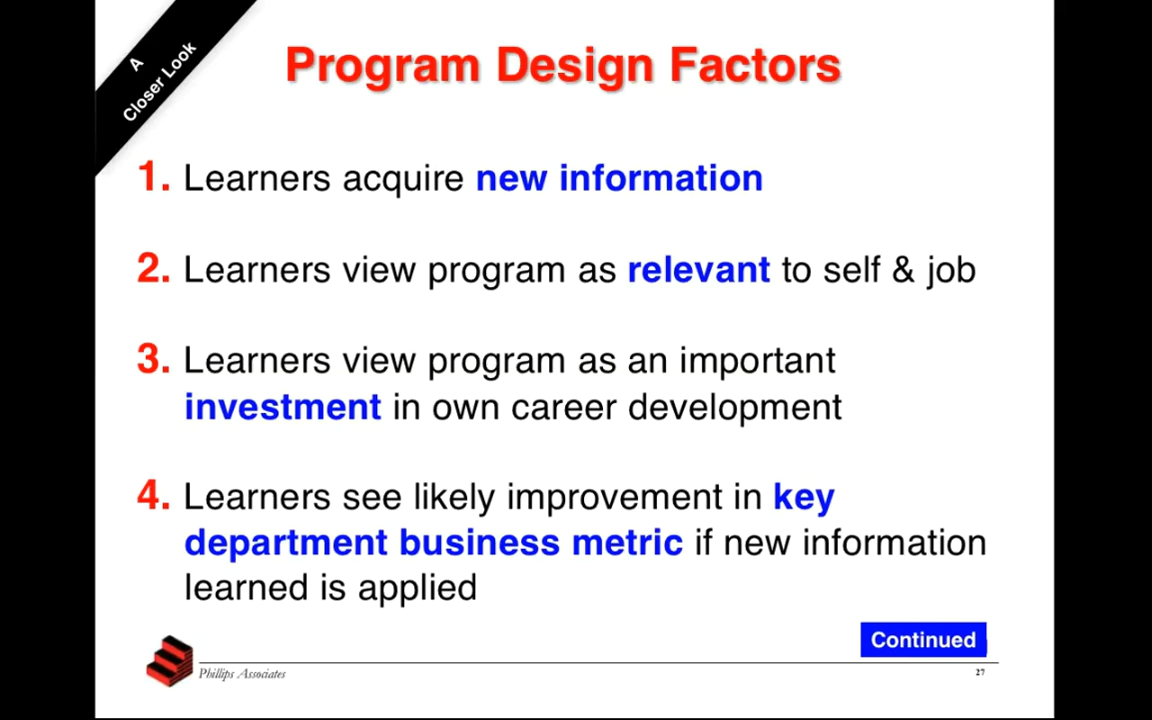 A
Closer Look
Program Design Factors
1. Learners acquire new information
2. Learners view program as relevant to self & job
3. Learners view program as an important
investment in own career development
4. Learners see likely improvement in key
department business metric if new information
learned is applied
Continued
Phillips Associates
27